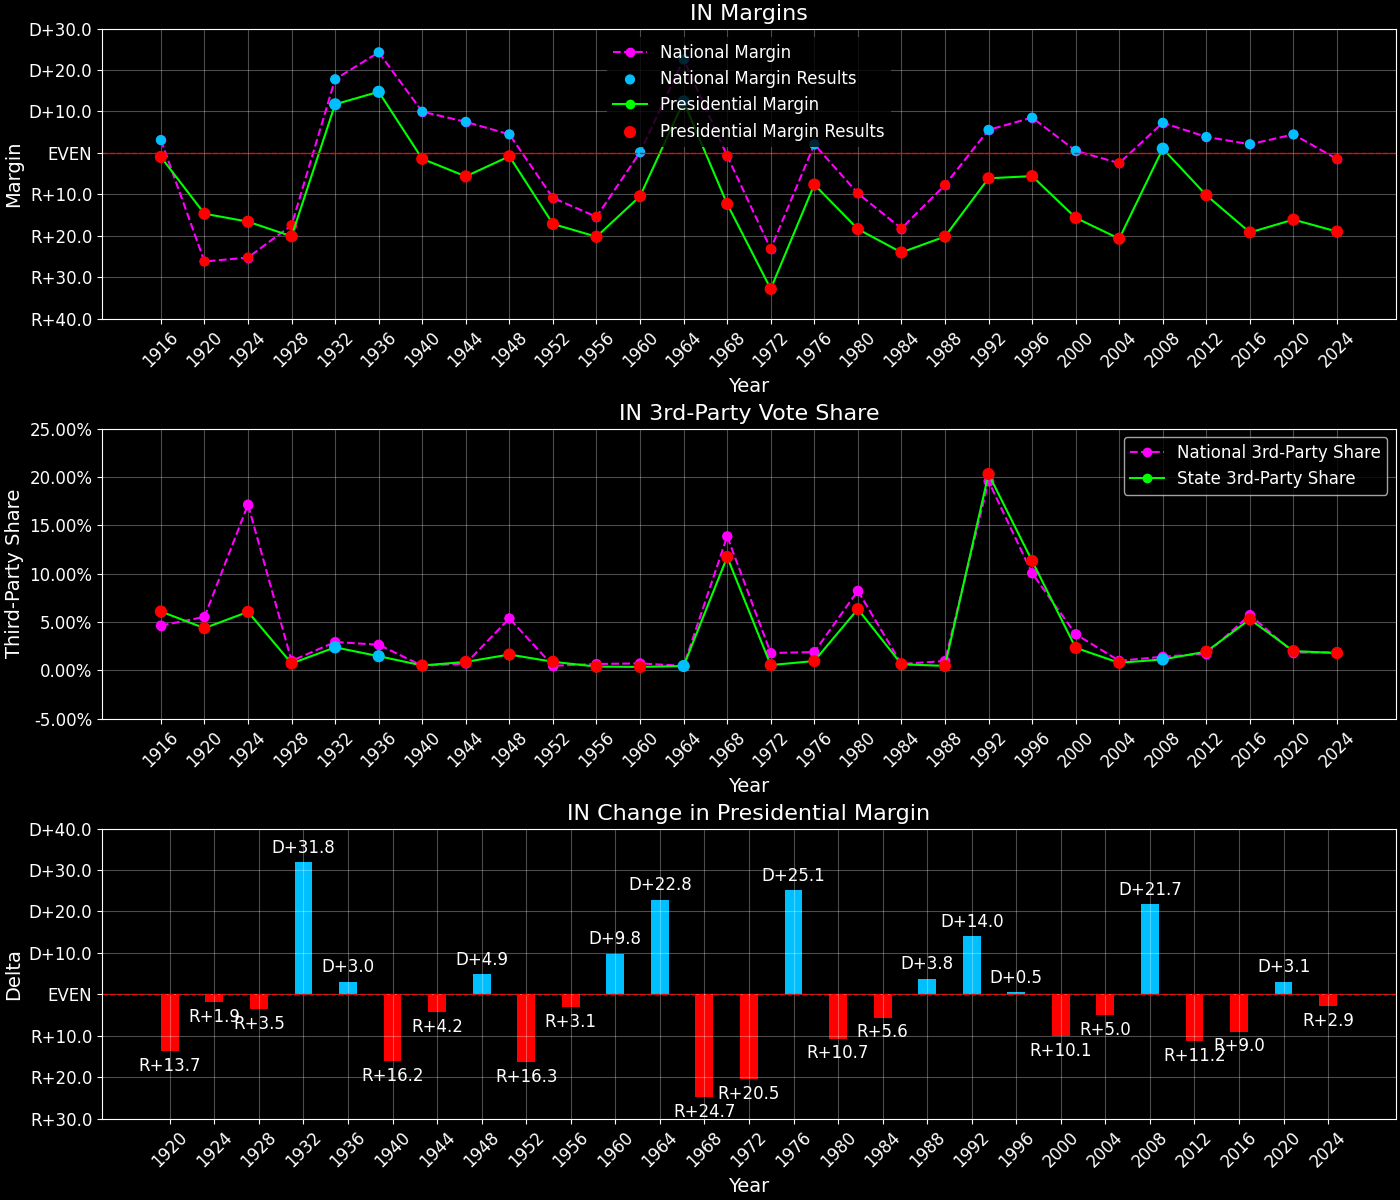 IN Margins
D+30.0
D+20.0
D+10.0
EVEN
R+10.0
R+20.0
R+30.0
R+40.0
Margin
National Margin
National Margin Results
Presidential Margin
Presidential Margin Results
1916 1920 1924 1928 1932 1936 1940 1944 1948 1952 1956 1960 1964 1968 1972 1976 1980 1984 1988 1992 1996 2000 2004 2008 2012 2016 2020 2024
Year
IN 3rd-Party Vote Share
25.00%
20.00%
15.00%
10.00%
5.00%
0.00%
-5.00%
Third-Party Share
National 3rd-Party Share
State 3rd-Party Share
1916 1920 1924 1928 1932 1936 1940 1944 1948 1952 1956 1960 1964 1968 1972 1976 1980 1984 1988 1992 1996 2000 2004 2008 2012 2016 2020 2024
Year
IN Change in Presidential Margin
D+40.0
D+30.0
D+20.0
D+10.0
EVEN
R+10.0
R+20.0
R+30.0
Delta
R+13.7
R+1.9
R+3.5
D+31.8
D+3.0
R+16.2
R+4.2
D+4.9
R+16.3
R+3.1
D+9.8
D+22.8
R+24.7
R+20.5
D+25.1
R+10.7
R+5.6
D+3.8
D+14.0
D+0.5
R+10.1
R+5.0
D+21.7
R+11.2
R+9.0
D+3.1
R+2.9
1920 1924 1928 1932 1936 1940 1944 1948 1952 1956 1960 1964 1968 1972 1976 1980 1984 1988 1992 1996 2000 2004 2008 2012 2016 2020 2024
Year